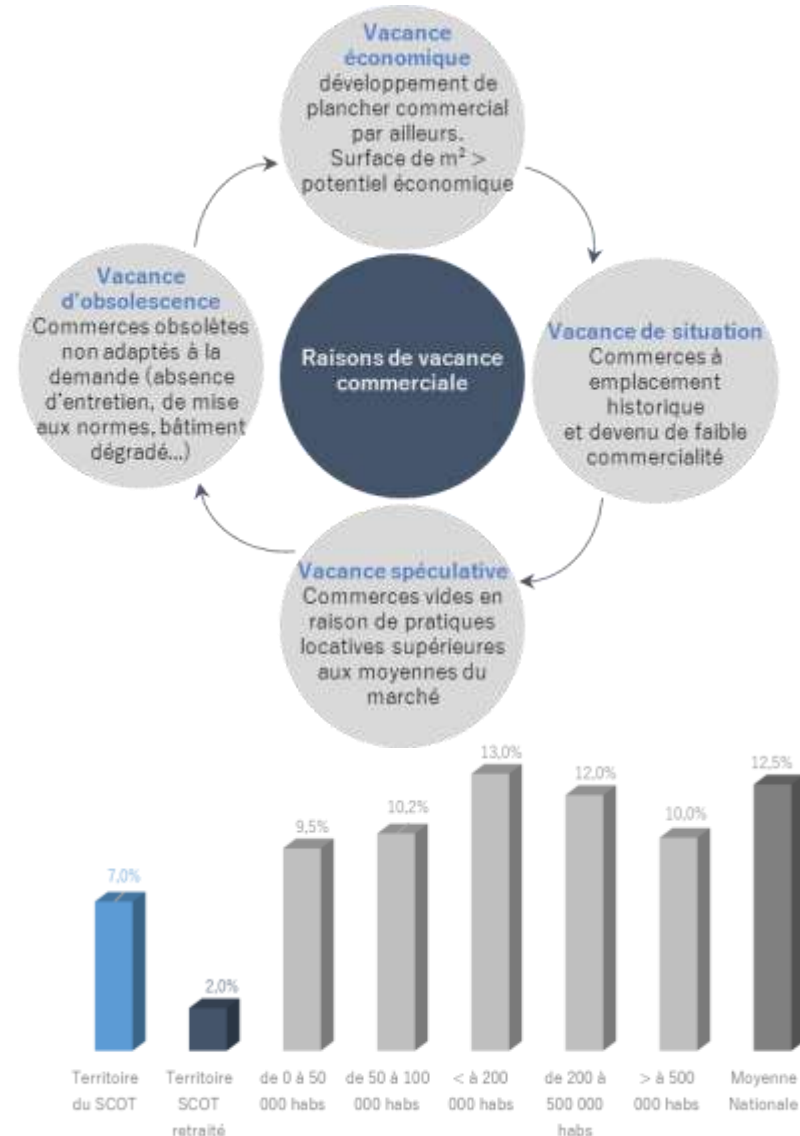 Vacance
économique
développement de
plancher commercial
par ailleurs.
Surface de m² >
potentiel économique
Vacance
d'obsolescence
Commerces obsolètes
non adaptés à la
demande (absence
d'entretien, de mise
aux normes, bâtiment
dégradé...)
Raisons de vacance
commerciale
Vacance de situation
Commerces à
emplacement
historique
et devenu de faible
commercialité
Vacance spéculative
Commerces vides en
raison de pratiques
locatives supérieures
aux moyennes du
marché
7,0%
2,0%
9,5%
10,2%
13,0%
12,0%
10,0%
12,5%
Territoire
du SCOT
Territoire
SCOT
retraité
de 0 à 50
000 habs
de 50 à 100
000 habs
< à 200
000 habs
de 200 à
500 000
habs
> à 500
000 habs
Moyenne
Nationale